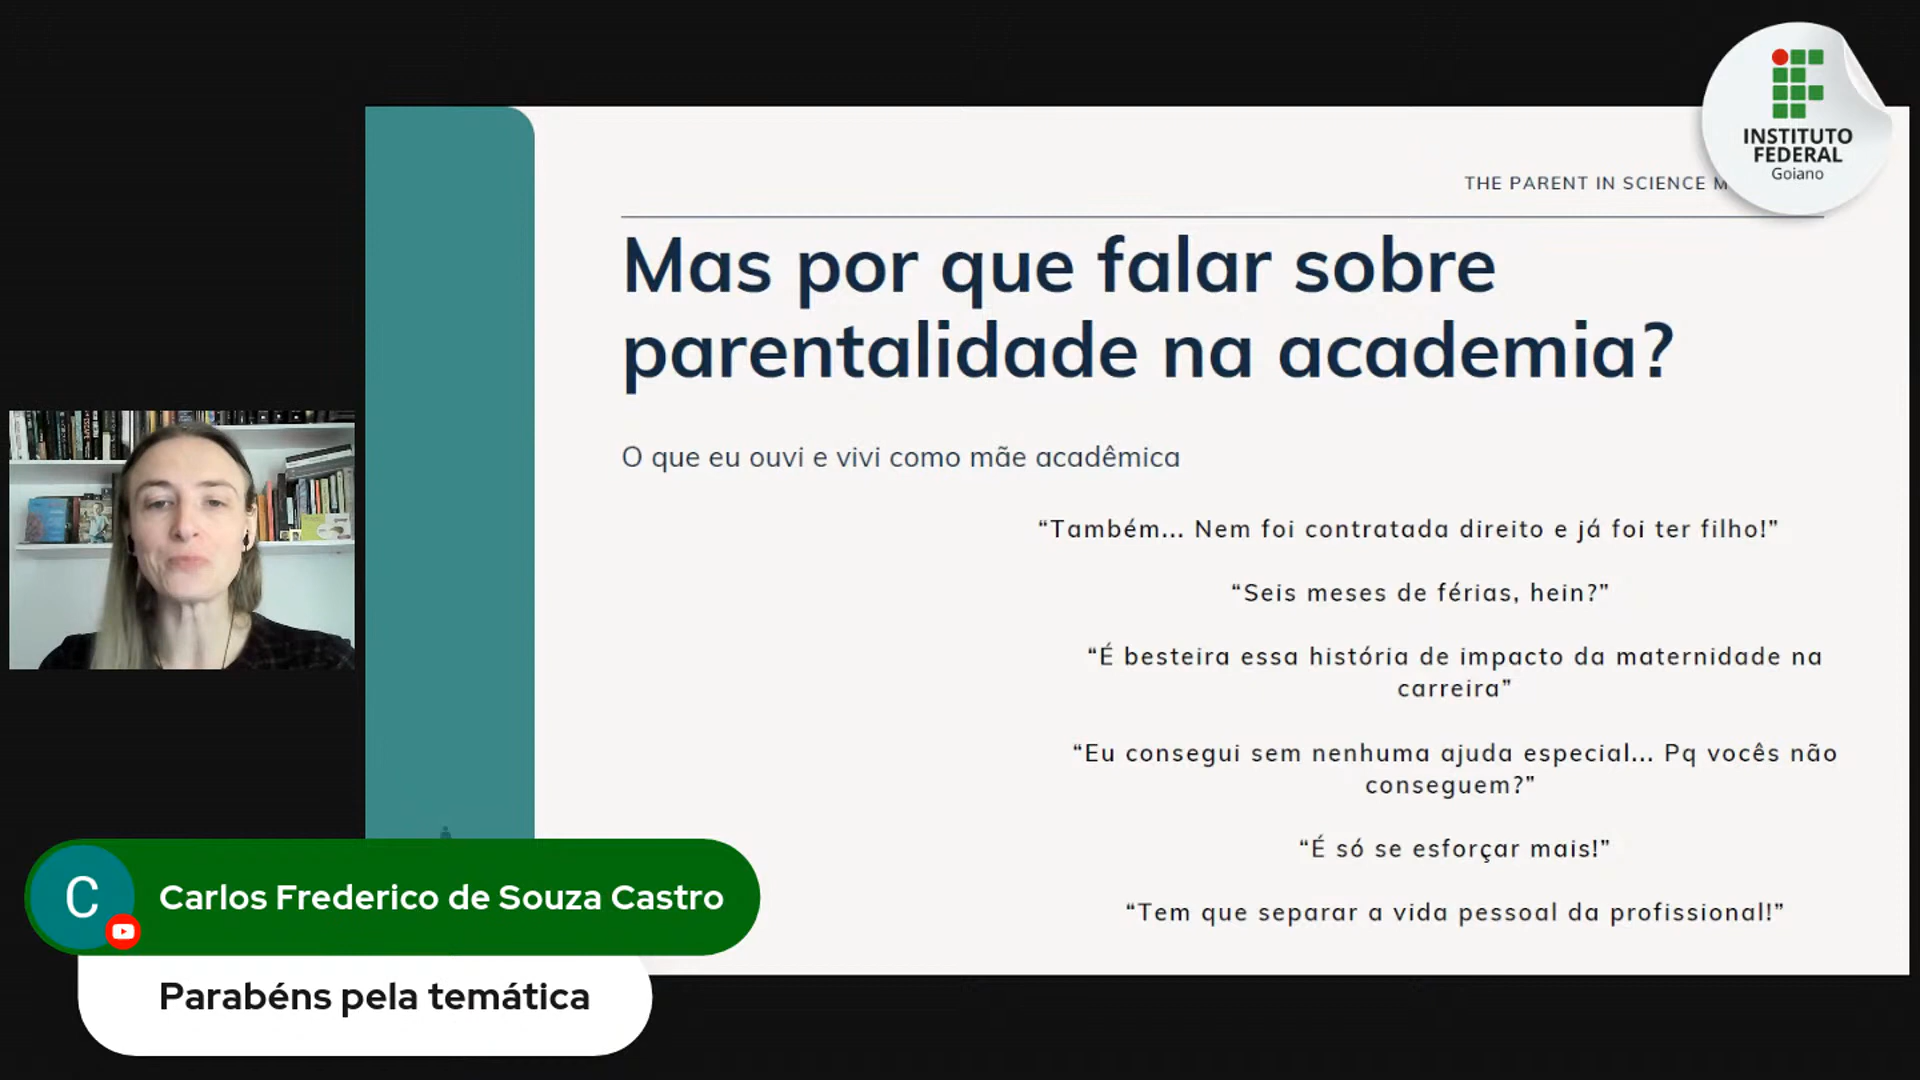 INSTITUTO
FEDERAL
Goiano
THE PARENT IN SCIENCE
Mas por que falar sobre
parentalidade na academia?
O que eu ouvi e vivi como mãe acadêmica
“Também... Nem foi contratada direito e já foi ter filho!”
“Seis meses de férias, hein?”
“É besteira essa história de impacto da maternidade na
carreira”
“Eu consegui sem nenhuma ajuda especial... Pq vocês não
conseguem?”
“É só se esforçar mais!”
“Tem que separar a vida pessoal da profissional!”
C
Carlos Frederico de Souza Castro
Parabéns pela temática